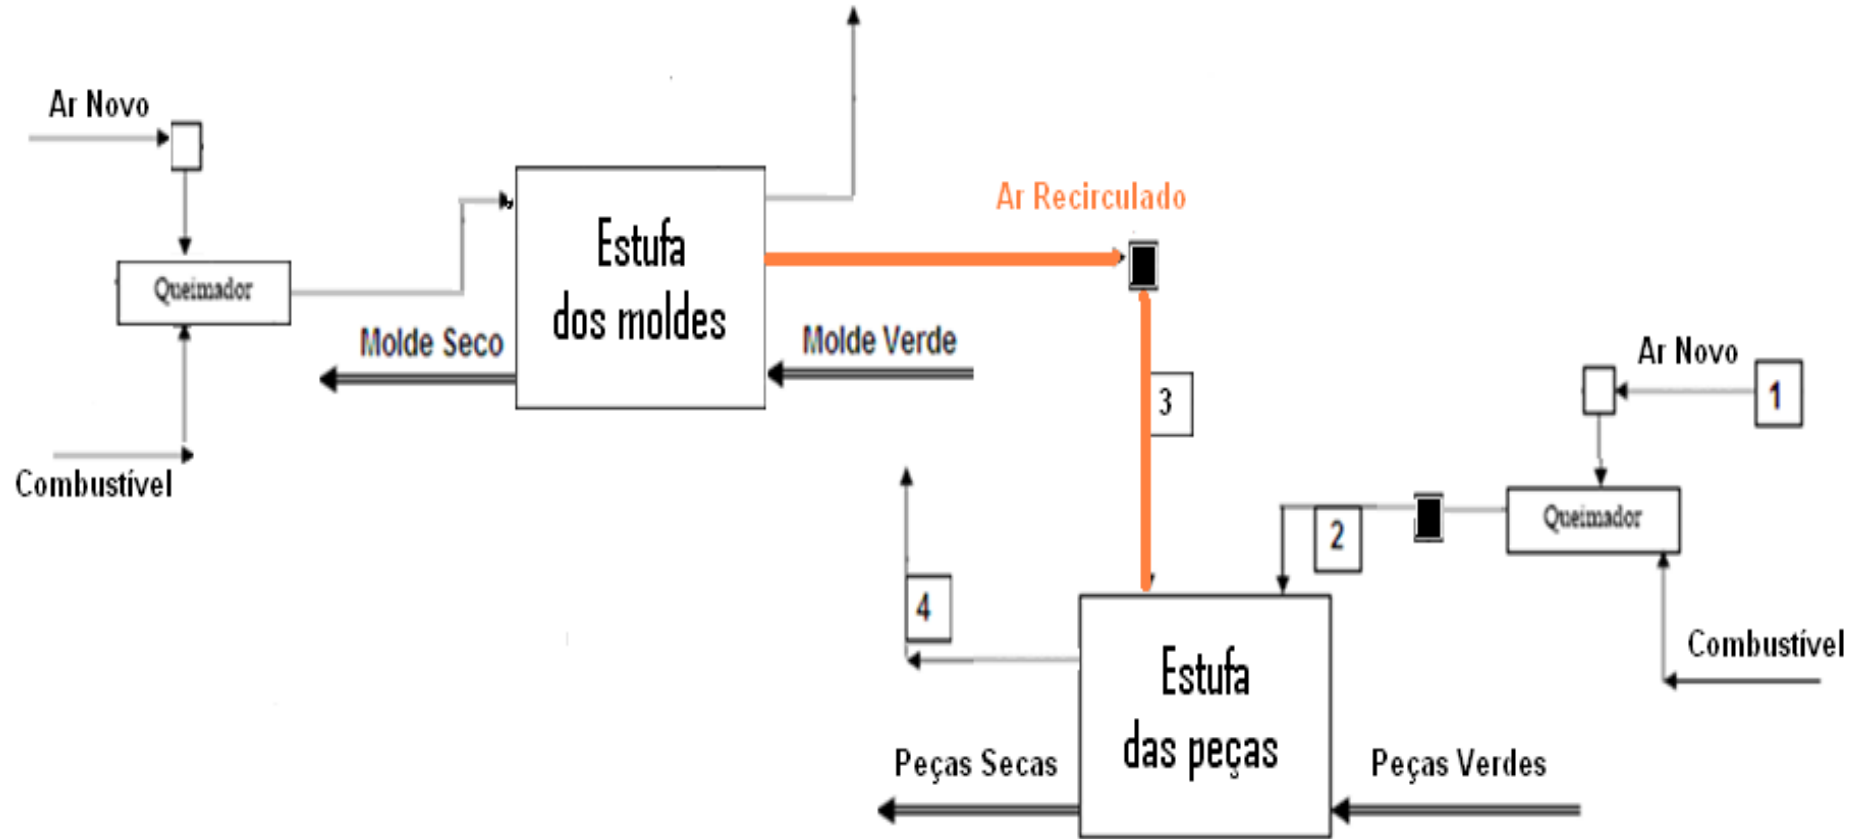 Ar Novo
Queimador
Combustível
Estufa
dos moldes
Molde Seco
Molde Verde
Ar Recirculado
3
Ar Novo
1
2
Queimador
Combustível
4
Estufa
das peças
Peças Secas
Peças Verdes